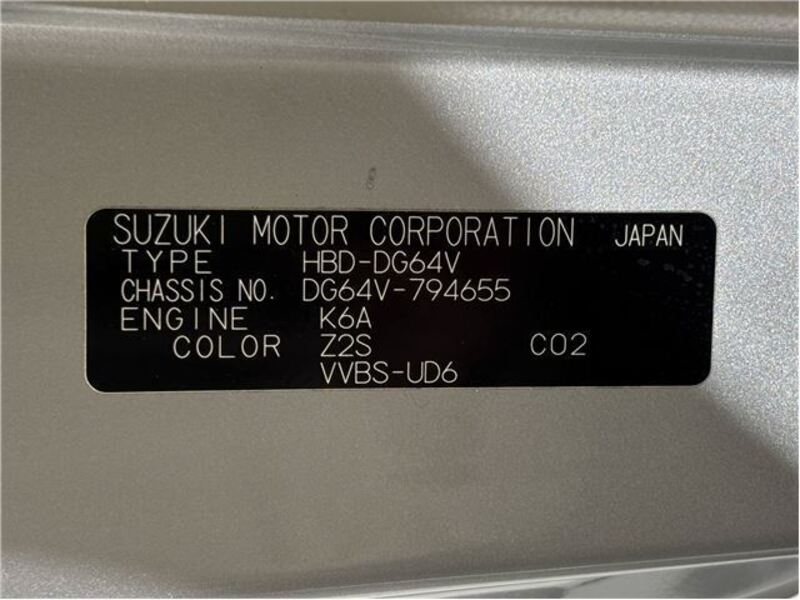 SUZUKI MOTOR CORPORATION JAPAN
TYPE HBD-DG64V
CHASSIS NO. DG64V-794655
ENGINE K6A
COLOR Z2S C02
VVBS-UD6